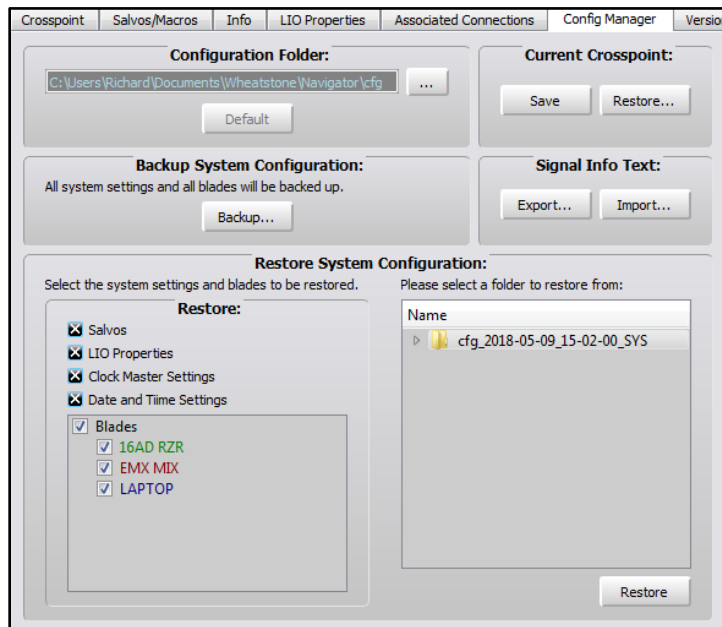 Crosspoint Salvos/Macros Info LIO Properties Associated Connections Config Manager Versio
Configuration Folder:
C:\Users\Richard\Documents\Wheatstone\Navigator\cfg ...
Default
Current Crosspoint:
Save Restore...
Backup System Configuration:
All system settings and all blades will be backed up.
Backup...
Signal Info Text:
Export... Import...
Restore System Configuration:
Select the system settings and blades to be restored.
Restore:
Salvos
LIO Properties
Clock Master Settings
Date and Tiime Settings
Blades
16AD RZR
EMX MIX
LAPTOP
Please select a folder to restore from:
Name
cfg_2018-05-09_15-02-00_SYS
Restore